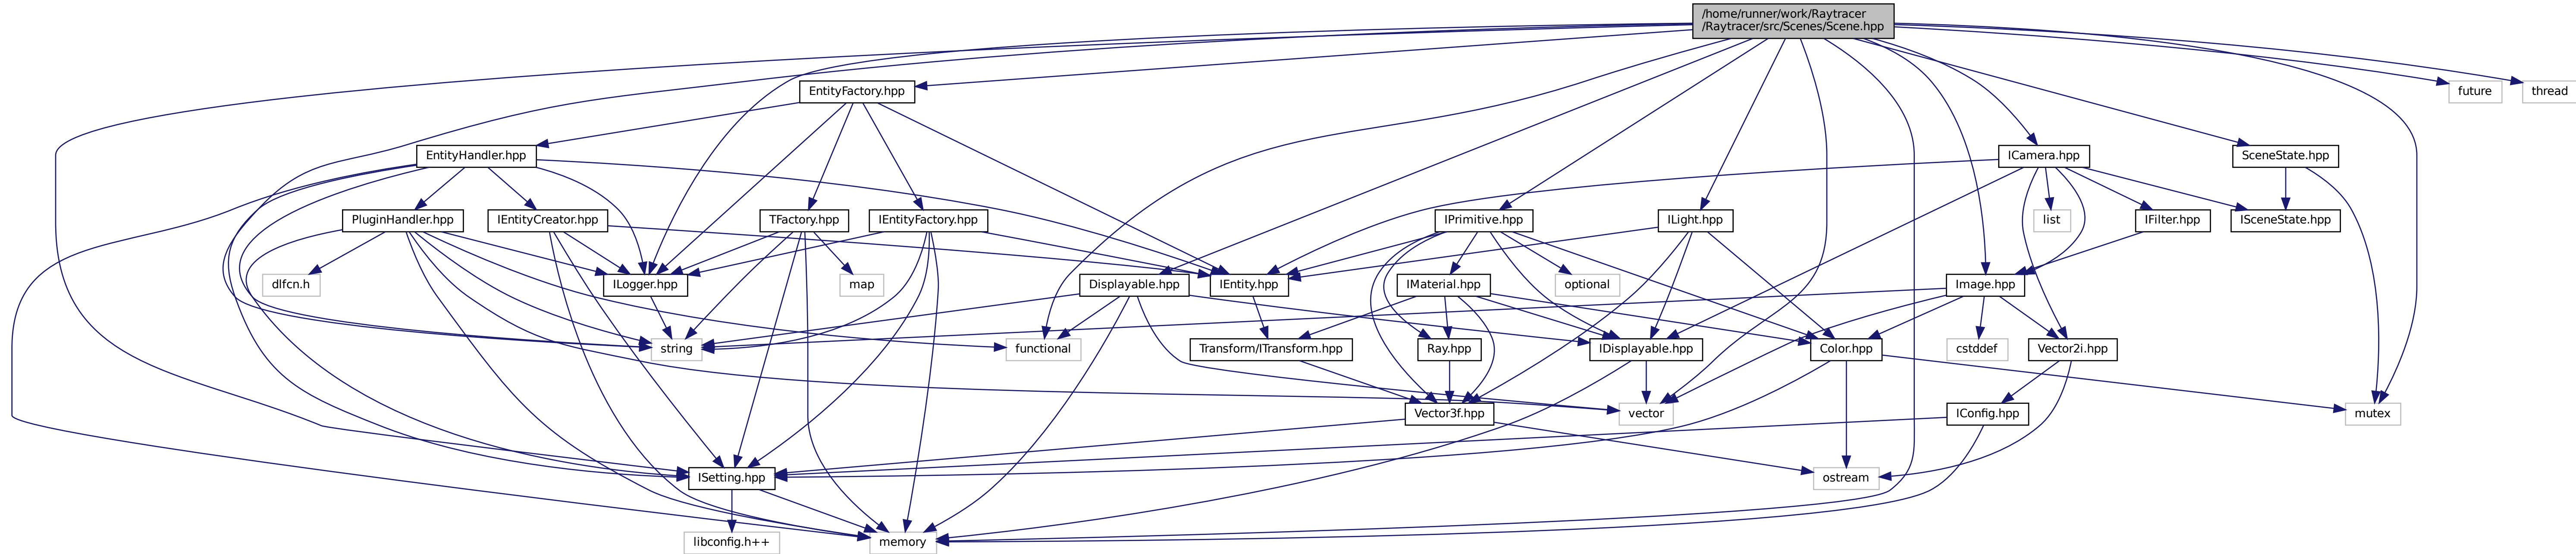 /home/runner/work/Raytracer
/Raytracer/src/Scenes/Scene.hpp
EntityFactory.hpp
future
thread
EntityHandler.hpp
ICamera.hpp
SceneState.hpp
PluginHandler.hpp
IEntityCreator.hpp
TFactory.hpp
IEntityFactory.hpp
IPrimitive.hpp
ILight.hpp
list
IFilter.hpp
ISceneState.hpp
dlfcn.h
ILogger.hpp
map
Displayable.hpp
IEntity.hpp
IMaterial.hpp
optional
Image.hpp
string
functional
Transform/ITransform.hpp
Ray.hpp
IDisplayable.hpp
Color.hpp
cstddef
Vector2i.hpp
Vector3f.hpp
vector
IConfig.hpp
mutex
ISetting.hpp
ostream
libconfig.h++
memory